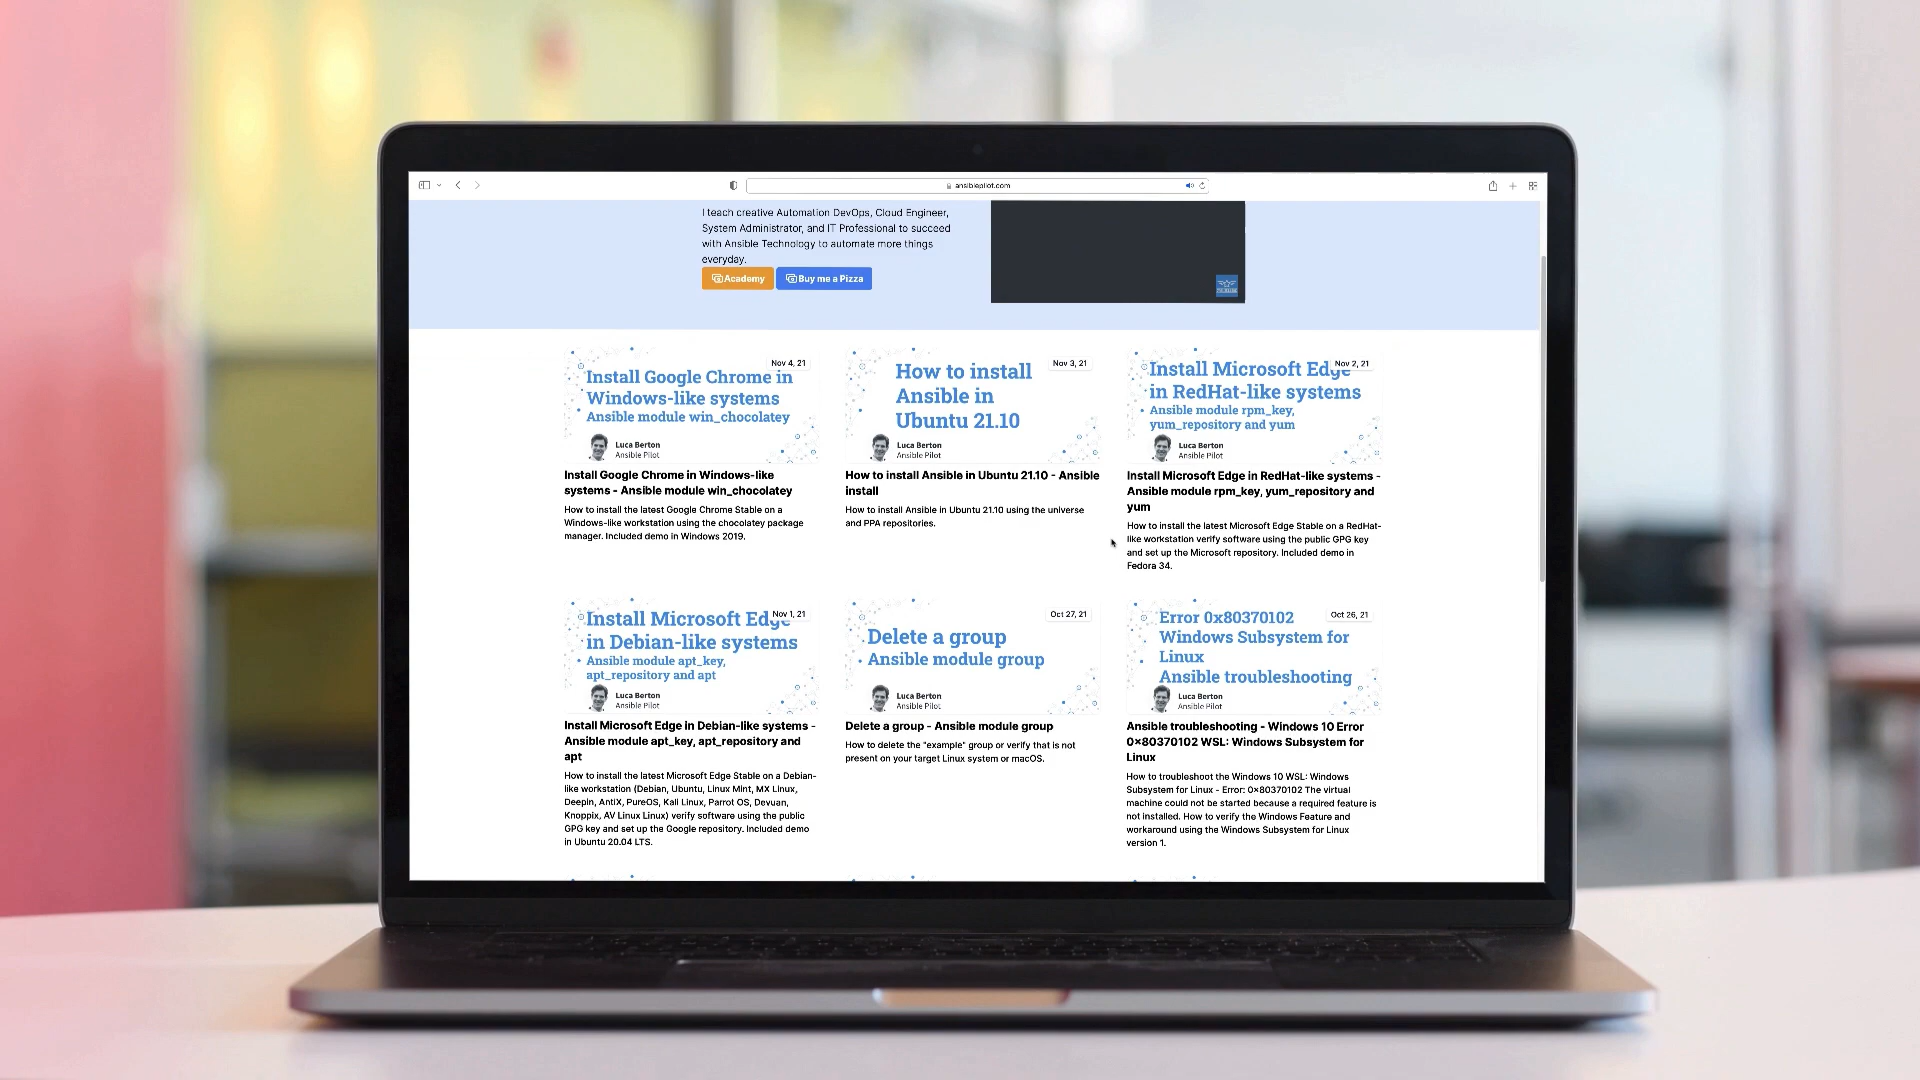 ansiblepilot.com
I teach creative Automation DevOps, Cloud Engineer,
System Administrator, and IT Professional to succeed
with Ansible Technology to automate more things
everyday.
Academy
Buy me a Pizza
Nov 4, 21
Install Google Chrome in
Windows-like systems
Ansible module win_chocolatey
Luca Berton
Ansible Pilot
Install Google Chrome in Windows-like
systems - Ansible module win_chocolatey
How to install the latest Google Chrome Stable on a
Windows-like workstation using the chocolatey package
manager. Included demo in Windows 2019.
Nov 3, 21
How to install
Ansible in
Ubuntu 21.10
Luca Berton
Ansible Pilot
How to install Ansible in Ubuntu 21.10 - Ansible
install
How to install Ansible in Ubuntu 21.10 using the universe
and PPA repositories.
Nov 2, 21
Install Microsoft Edge
in RedHat-like systems
Ansible module rpm_key,
yum_repository and yum
Luca Berton
Ansible Pilot
Install Microsoft Edge in RedHat-like systems -
Ansible module rpm_key, yum_repository and
yum
How to install the latest Microsoft Edge Stable on a RedHat-
like workstation verify software using the public GPG key
and set up the Microsoft repository. Included demo in
Fedora 34.
Nov 1, 21
Install Microsoft Edge
in Debian-like systems
Ansible module apt_key,
apt_repository and apt
Luca Berton
Ansible Pilot
Install Microsoft Edge in Debian-like systems -
Ansible module apt_key, apt_repository and
apt
How to install the latest Microsoft Edge Stable on a Debian-
like workstation (Debian, Ubuntu, Linux Mint, MX Linux,
Deepin, AntiX, PureOS, Kali Linux, Parrot OS, Devuan,
Knoppix, AV Linux Linux) verify software using the public
GPG key and set up the Google repository. Included demo
in Ubuntu 20.04 LTS.
Oct 27, 21
Delete a group
Ansible module group
Luca Berton
Ansible Pilot
Delete a group - Ansible module group
How to delete the "example" group or verify that is not
present on your target Linux system or macOS.
Oct 26, 21
Error 0x80370102
Windows Subsystem for
Linux
Ansible troubleshooting
Luca Berton
Ansible Pilot
Ansible troubleshooting - Windows 10 Error
0x80370102 WSL: Windows Subsystem for
Linux
How to troubleshoot the Windows 10 WSL: Windows
Subsystem for Linux - Error: 0x80370102 The virtual
machine could not be started because a required feature is
not installed. How to verify the Windows Feature and
workaround using the Windows Subsystem for Linux
version 1.